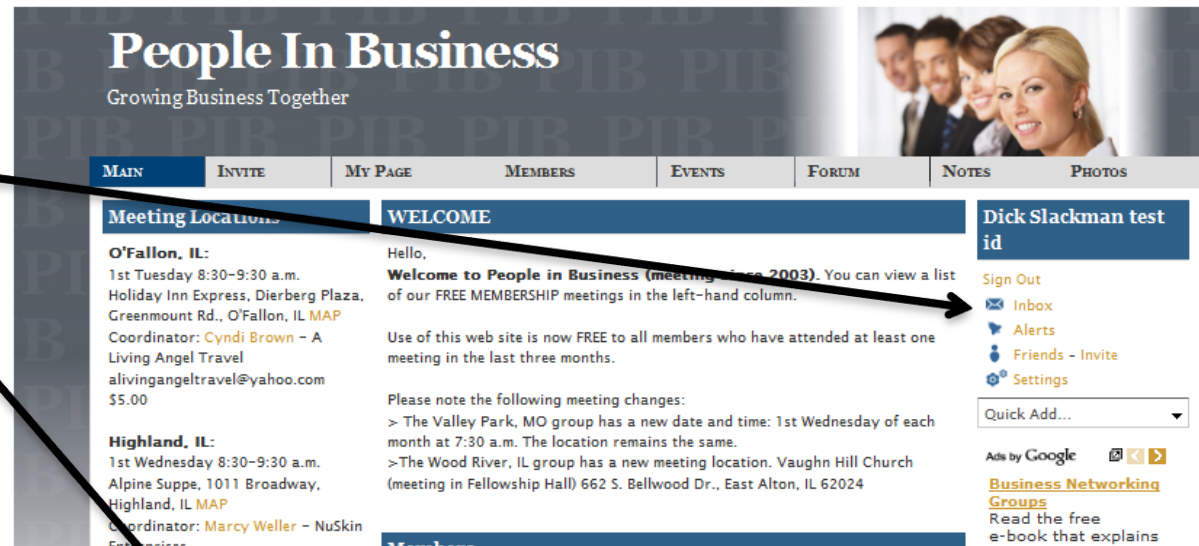 People In Business
Growing Business Together
MAIN INVITE MY PAGE MEMBERS EVENTS FORUM NOTES PHOTOS
Meeting Locations
O'Fallon, IL:
1st Tuesday 8:30-9:30 a.m.
Holiday Inn Express, Dierberg Plaza,
Greenmount Rd., O'Fallon, IL MAP
Coordinator: Cyndi Brown - A
Living Angel Travel
alivingangeltravel@yahoo.com
$5.00
Highland, IL:
1st Wednesday 8:30-9:30 a.m.
Alpine Suppe, 1011 Broadway,
Highland, IL MAP
Coordinator: Marcy Weller - NuSkin
Enterprises
WELCOME
Hello,
Welcome to People in Business (meeting since 2003). You can view a list
of our FREE MEMBERSHIP meetings in the left-hand column.
Use of this web site is now FREE to all members who have attended at least one
meeting in the last three months.
Please note the following meeting changes:
> The Valley Park, MO group has a new date and time: 1st Wednesday of each
month at 7:30 a.m. The location remains the same.
>The Wood River, IL group has a new meeting location. Vaughn Hill Church
(meeting in Fellowship Hall) 662 S. Bellwood Dr., East Alton, IL 62024
Members
Dick Slackman test
id
Sign Out
Inbox
Alerts
Friends - Invite
Settings
Quick Add...
Ads by Google
Business Networking
Groups
Read the free
e-book that explains